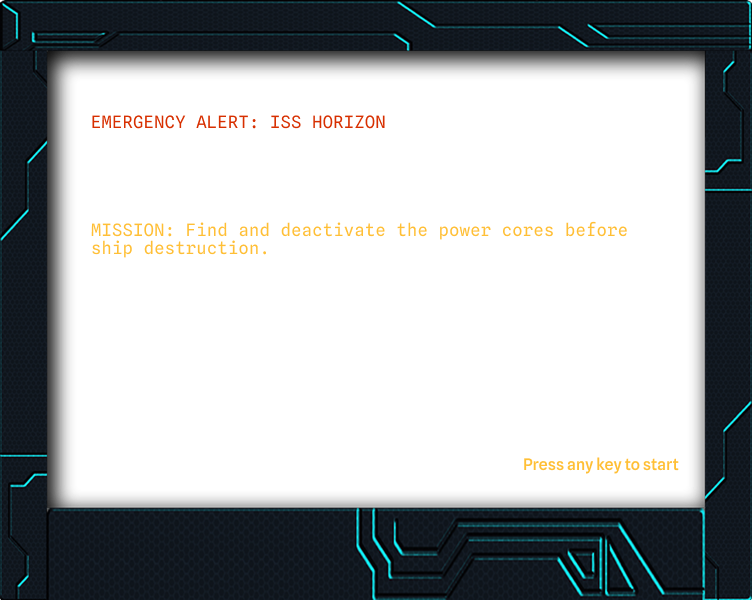 EMERGENCY ALERT: ISS HORIZON
MISSION: Find and deactivate the power cores before
ship destruction.
Press any key to start